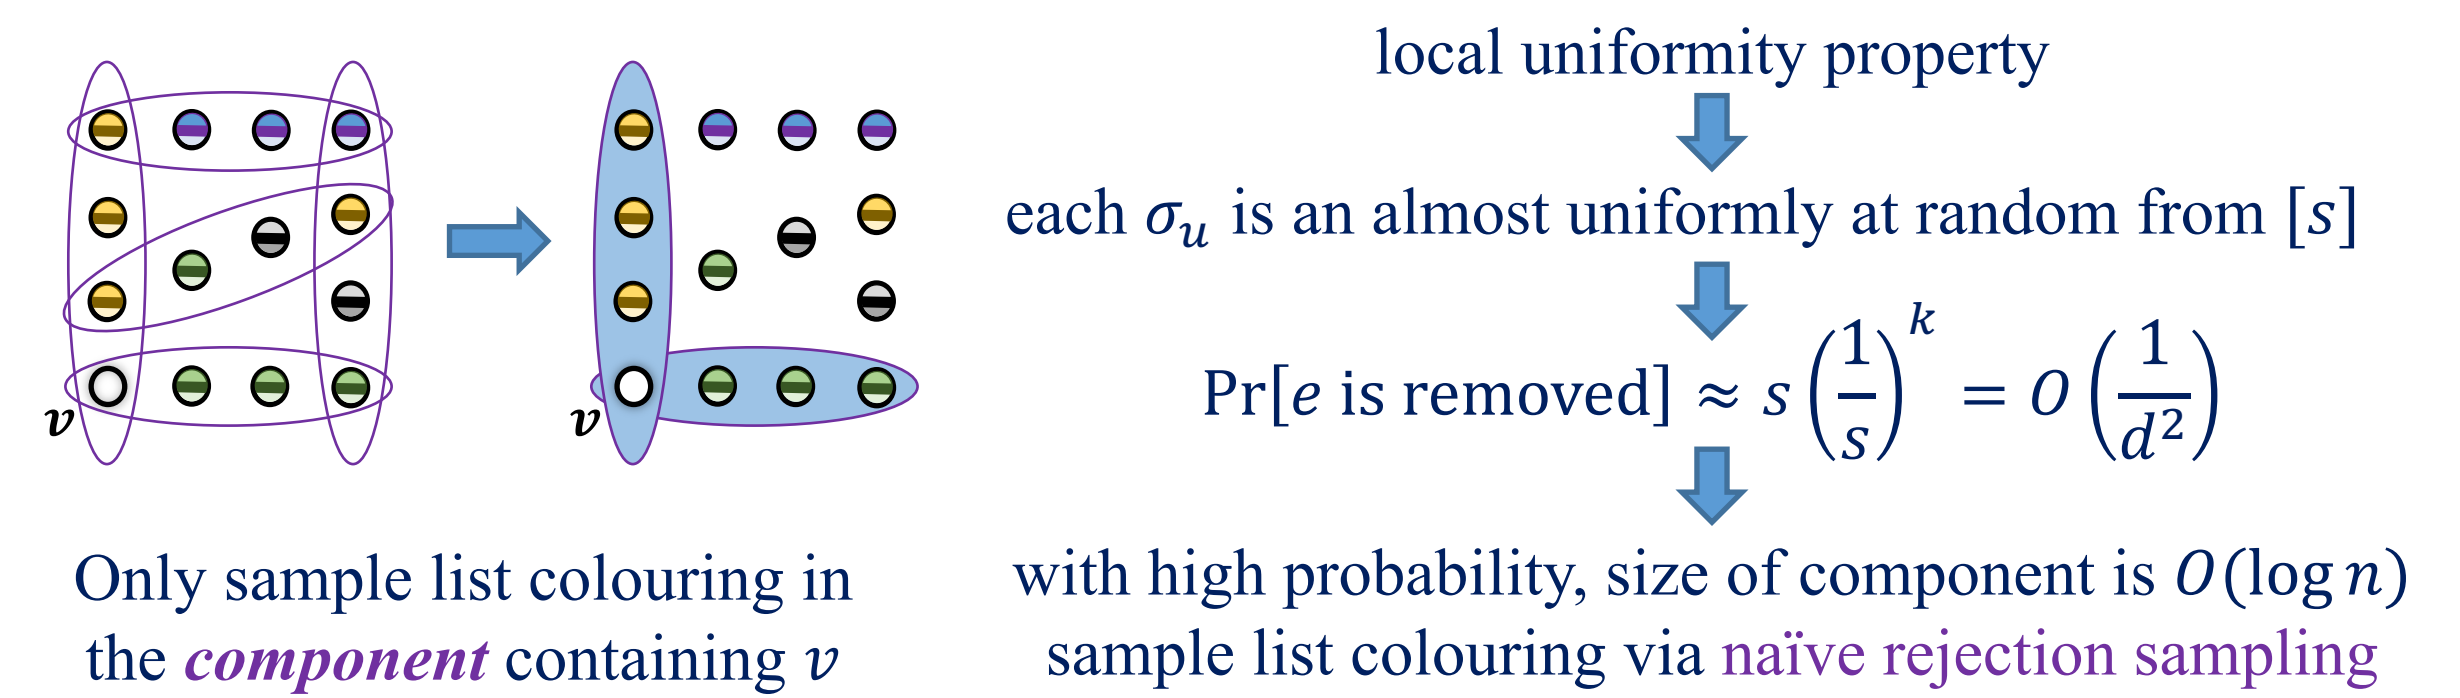 v
v
Only sample list colouring in
the component containing v
local uniformity property
each σ_u is an almost uniformly at random from [s]
Pr[e is removed] ≈ s (1/s)^k = O (1/d^2)
with high probability, size of component is O(log n)
sample list colouring via naïve rejection sampling